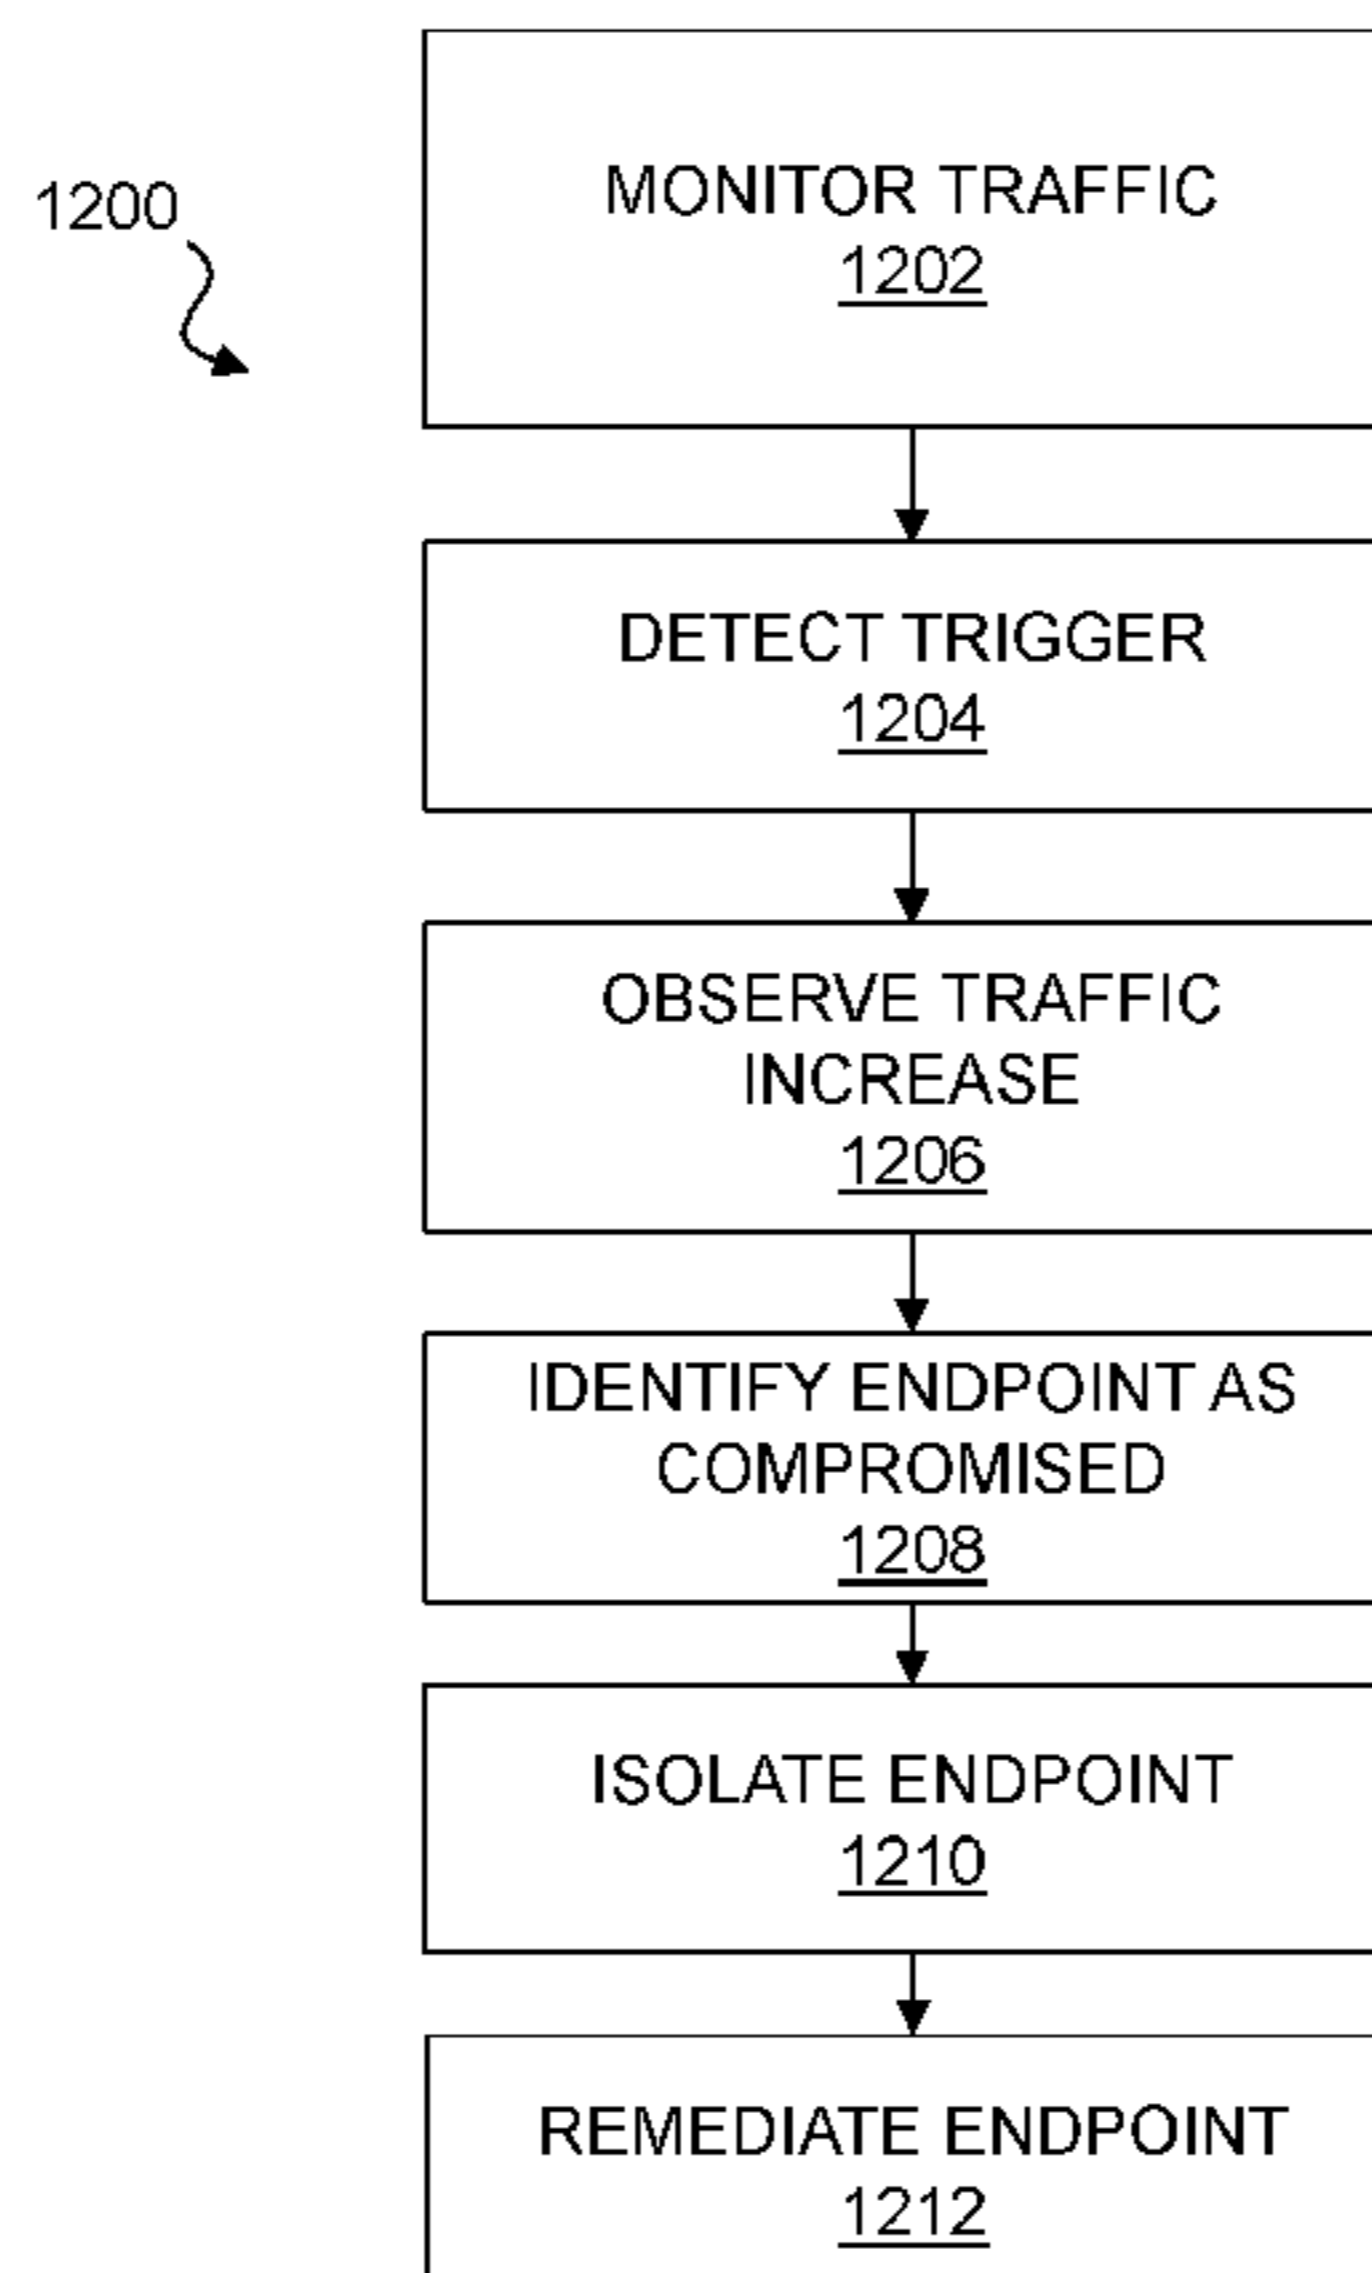 1200
MONITOR TRAFFIC
1202
DETECT TRIGGER
1204
OBSERVE TRAFFIC
INCREASE
1206
IDENTIFY ENDPOINT AS
COMPROMISED
1208
ISOLATE ENDPOINT
1210
REMEDIATE ENDPOINT
1212